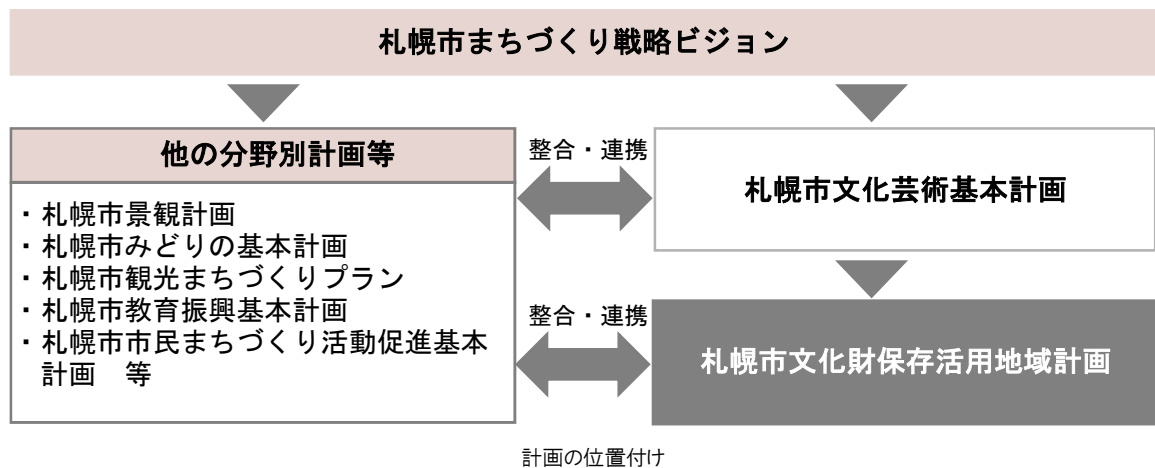 札幌市まちづくり戦略ビジョン
他の分野別計画等
・札幌市景観計画
・札幌市みどりの基本計画
・札幌市観光まちづくりプラン
・札幌市教育振興基本計画
・札幌市市民まちづくり活動促進基本
計画　等
整合・連携
札幌市文化芸術基本計画
整合・連携
札幌市文化財保存活用地域計画
計画の位置付け